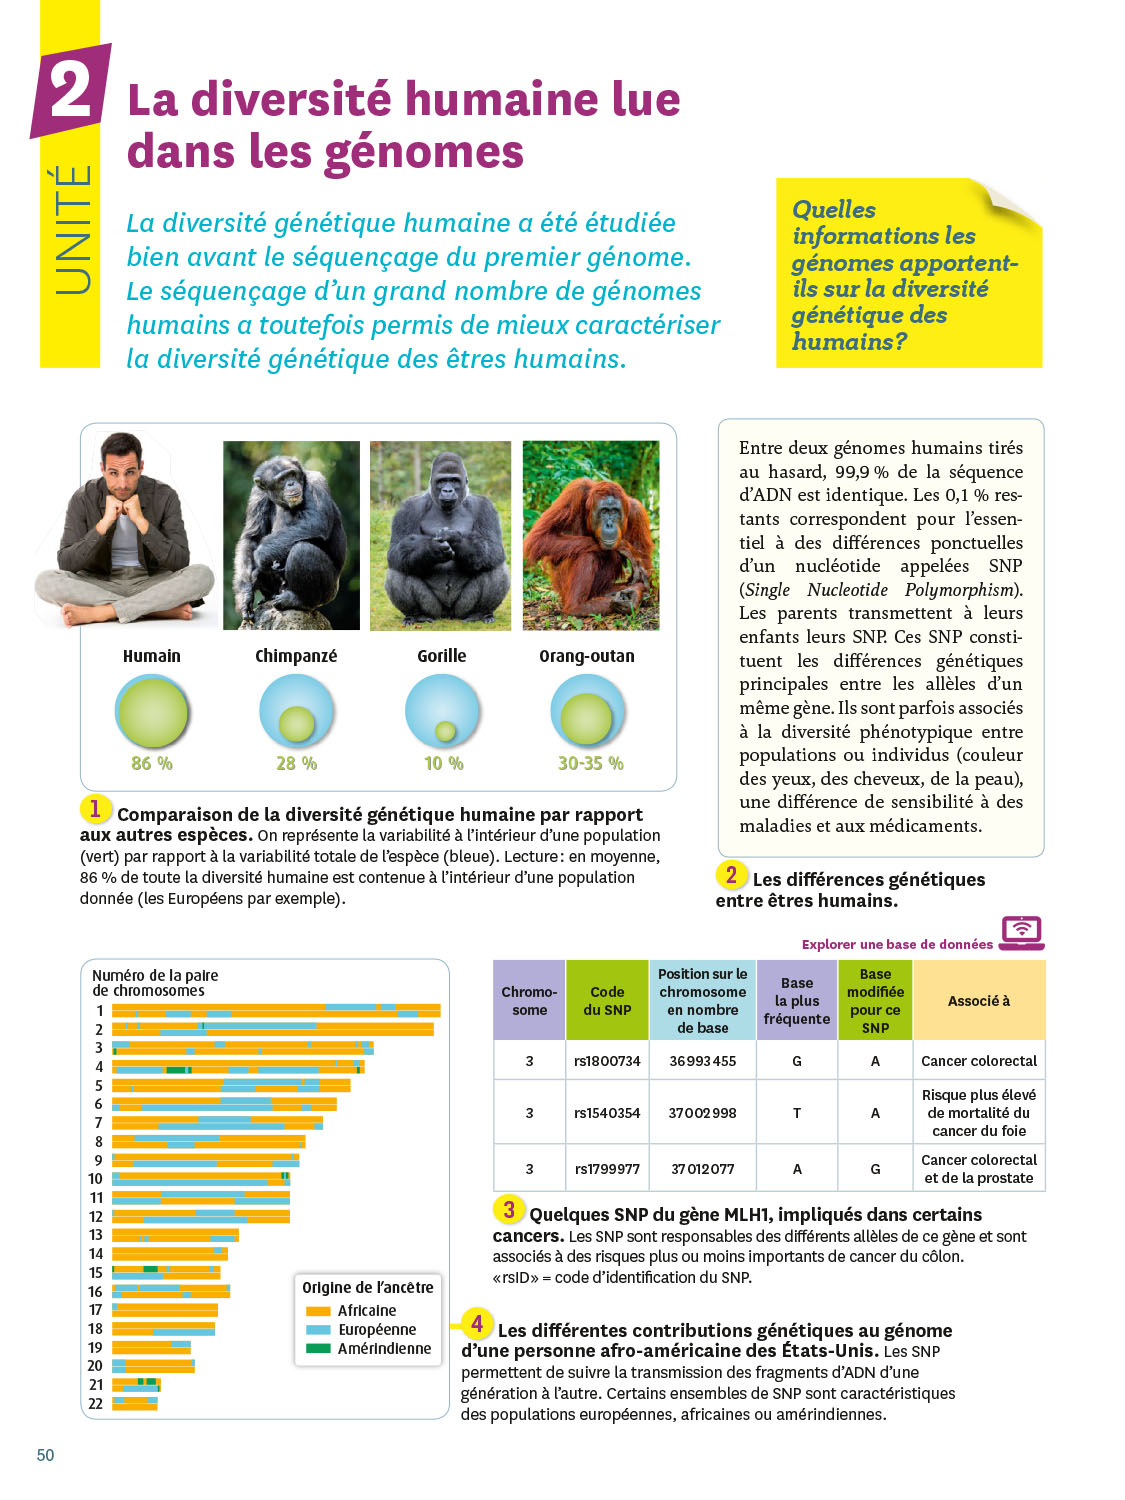 2
UNITÉ
La diversité humaine lue
dans les génomes
La diversité génétique humaine a été étudiée
bien avant le séquençage du premier génome.
Le séquençage d’un grand nombre de génomes
humains a toutefois permis de mieux caractériser
la diversité génétique des êtres humains.
Quelles
informations les
génomes apportent-
ils sur la diversité
génétique des
humains?
Humain
Chimpanzé
Gorille
Orang-outan
86 %
28 %
10 %
30-35 %
1 Comparaison de la diversité génétique humaine par rapport
aux autres espèces. On représente la variabilité à l’intérieur d’une population
(vert) par rapport à la variabilité totale de l’espèce (bleue). Lecture : en moyenne,
86 % de toute la diversité humaine est contenue à l’intérieur d’une population
donnée (les Européens par exemple).
Entre deux génomes humains tirés
au hasard, 99,9 % de la séquence
d’ADN est identique. Les 0,1 % res-
tants correspondent pour l’essen-
tiel à des différences ponctuelles
d’un nucléotide appelées SNP
(Single Nucleotide Polymorphism).
Les parents transmettent à leurs
enfants leurs SNP. Ces SNP consti-
tuent les différences génétiques
principales entre les allèles d’un
même gène. Ils sont parfois associés
à la diversité phénotypique entre
populations ou individus (couleur
des yeux, des cheveux, de la peau),
une différence de sensibilité à des
maladies et aux médicaments.
2 Les différences génétiques
entre êtres humains.
Explorer une base de données
Numéro de la paire
de chromosomes
1
2
3
4
5
6
7
8
9
10
11
12
13
14
15
16
17
18
19
20
21
22
Origine de l’ancêtre
Africaine
Européenne
Amérindienne
Chromo-
some
Code
du SNP
Position sur le
chromosome
en nombre
de base
Base
la plus
fréquente
Base
modifiée
pour ce
SNP
Associé à
3 rs1800734 36 993 455 G A Cancer colorectal
3 rs1540354 37 002 998 T A Risque plus élevé
de mortalité du
cancer du foie
3 rs1799977 37 012 077 A G Cancer colorectal
et de la prostate
3 Quelques SNP du gène MLH1, impliqués dans certains
cancers. Les SNP sont responsables des différents allèles de ce gène et sont
associés à des risques plus ou moins importants de cancer du côlon.
« rsID » = code d’identification du SNP.
4 Les différentes contributions génétiques au génome
d’une personne afro-américaine des États-Unis. Les SNP
permettent de suivre la transmission des fragments d’ADN d’une
génération à l’autre. Certains ensembles de SNP sont caractéristiques
des populations européennes, africaines ou amérindiennes.
50